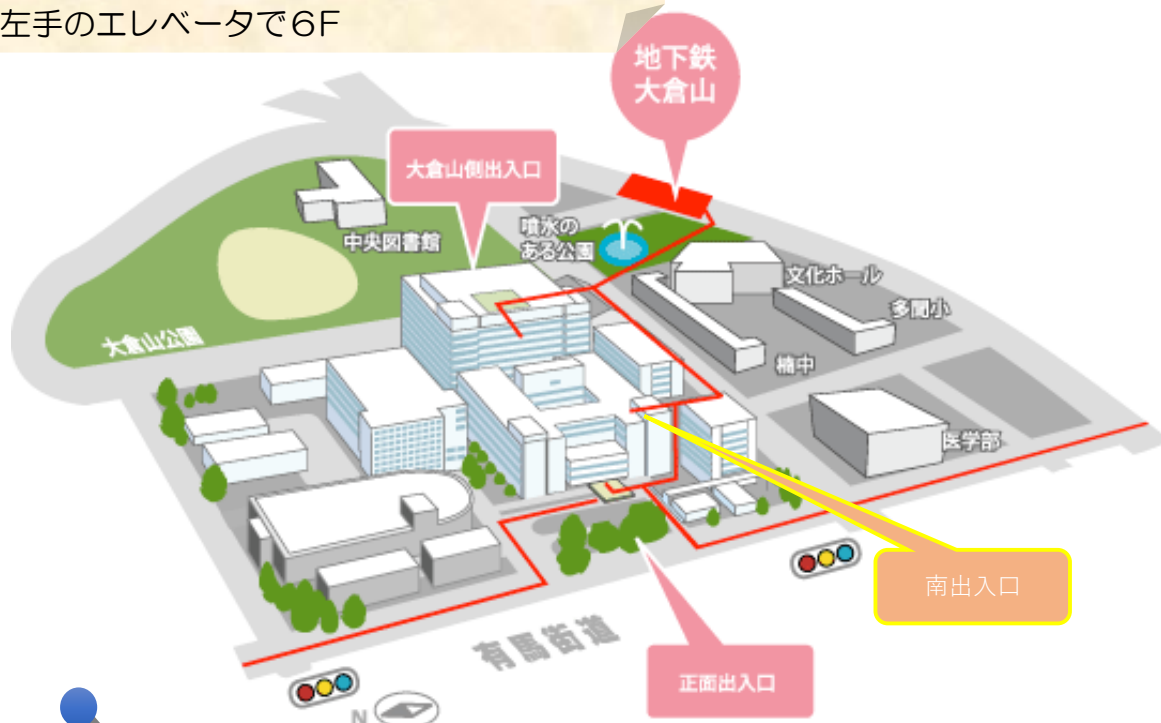 左手のエレベータで6F
地下鉄
大倉山
大倉山側出入口
中央図書館
噴水の
ある公園
文化ホール
多聞小
大倉山公園
楠中
医学部
南出入口
有馬街道
正面出入口
N